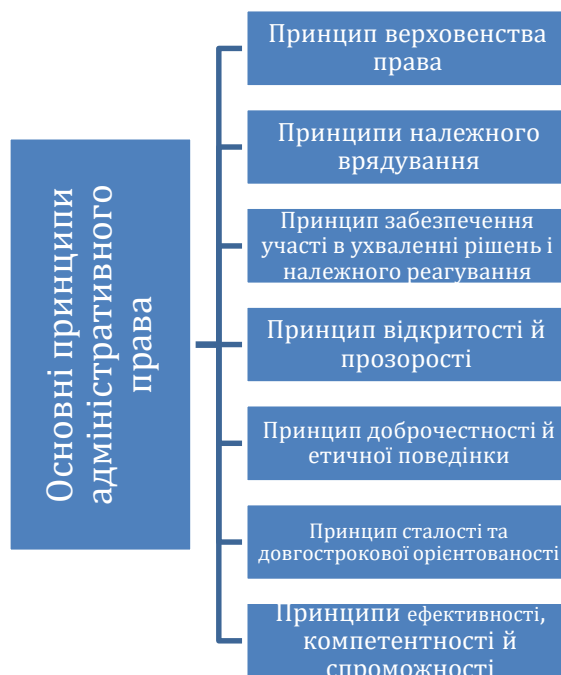 Основні принципи
адміністративного
права
Принцип верховенства
права
Принципи належного
врядування
Принцип забезпечення
участі в ухваленні рішень і
належного реагування
Принцип відкритості й
прозорості
Принцип доброчестності й
етичної поведінки
Принцип сталості та
довгострокової орієнтованості
Принципи ефективності,
компетентності й
спроможності